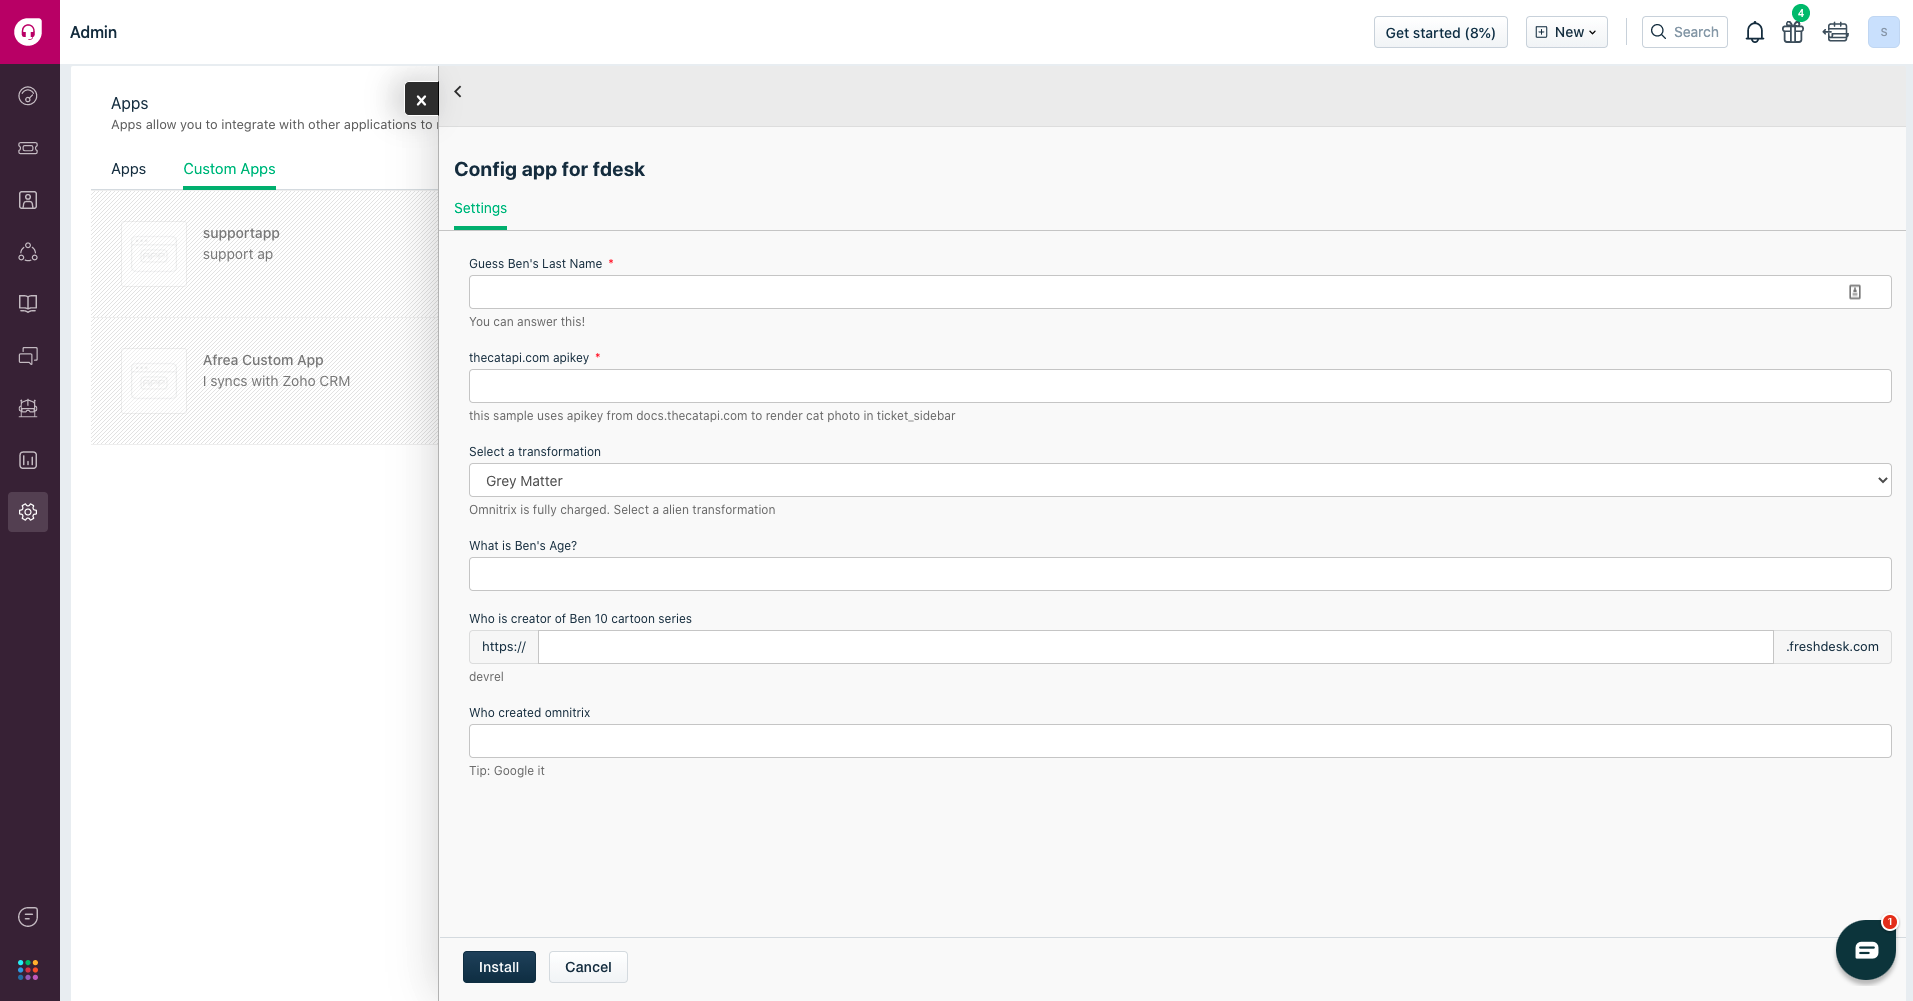 Admin
Get started (8%)
New
Search
4
S
Apps
Apps allow you to integrate with other applications to
Apps
Custom Apps
supportapp
support ap
Afrea Custom App
I syncs with Zoho CRM
Config app for fdesk
Settings
Guess Ben's Last Name *
You can answer this!
thecatapi.com apikey *
this sample uses apikey from docs.thecatapi.com to render cat photo in ticket_sidebar
Select a transformation
Grey Matter
Omnitrix is fully charged. Select a alien transformation
What is Ben's Age?
Who is creator of Ben 10 cartoon series
https://
.freshdesk.com
devrel
Who created omnitrix
Tip: Google it
Install
Cancel
1